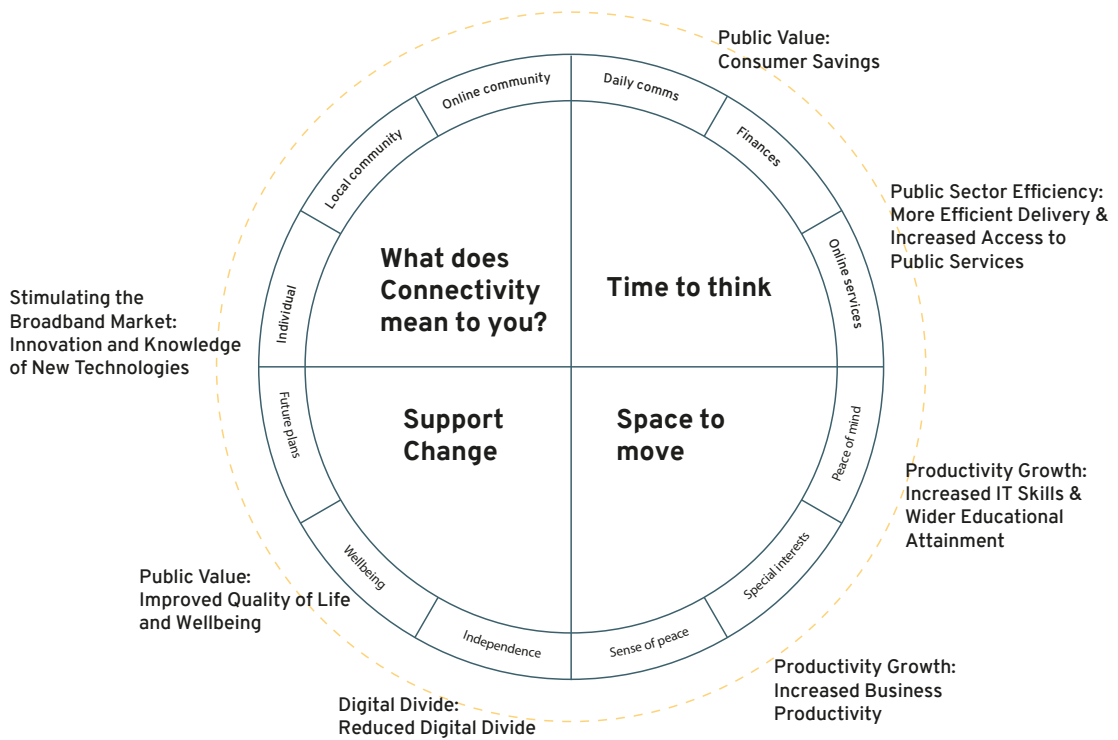 Public Value:
Consumer Savings
Online community
Daily comms
Local community
Finances
Public Sector Efficiency:
More Efficient Delivery &
Increased Access to
Public Services
Individual
Online services
What does
Connectivity
mean to you?
Time to think
Stimulating the
Broadband Market:
Innovation and Knowledge
of New Technologies
Future plans
Support
Change
Space to
move
Peace of mind
Productivity Growth:
Increased IT Skills &
Wider Educational
Attainment
Wellbeing
Special interests
Public Value:
Improved Quality of Life
and Wellbeing
Independence
Sense of peace
Productivity Growth:
Increased Business
Productivity
Digital Divide:
Reduced Digital Divide